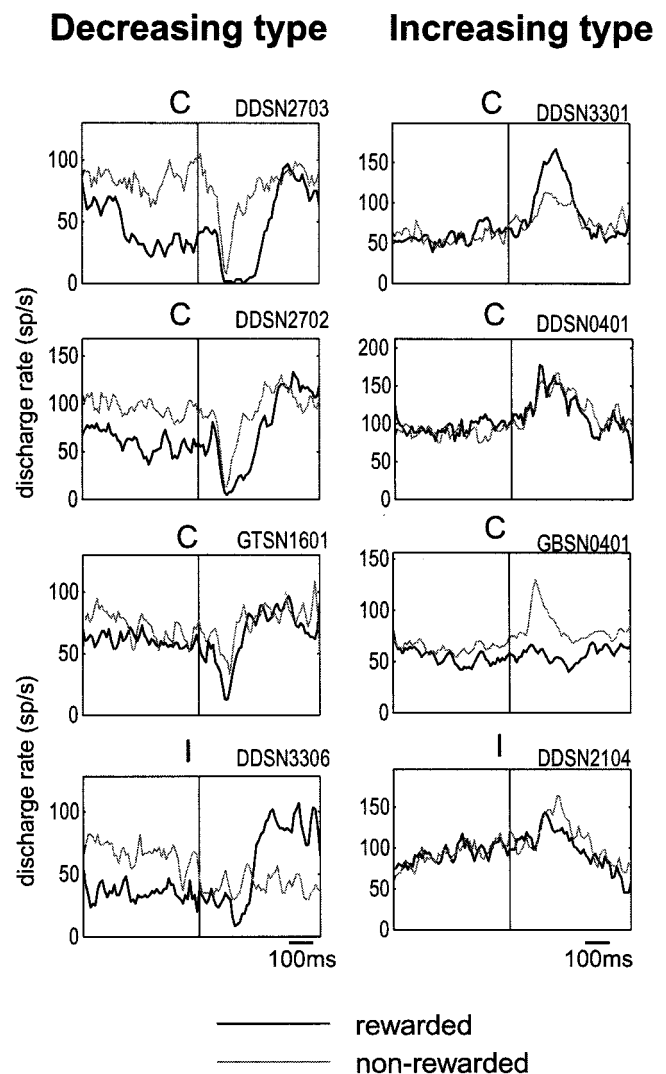 Decreasing type
Increasing type
C DDSN2703
100
50
0
C DDSN3301
150
100
50
0
discharge rate (sp/s)
C DDSN2702
150
100
50
0
C DDSN0401
200
150
100
50
0
C GTSN1601
100
50
0
C GBSN0401
150
100
50
0
discharge rate (sp/s)
I DDSN3306
100
50
0
100ms
I DDSN2104
150
100
50
0
100ms
rewarded
non-rewarded